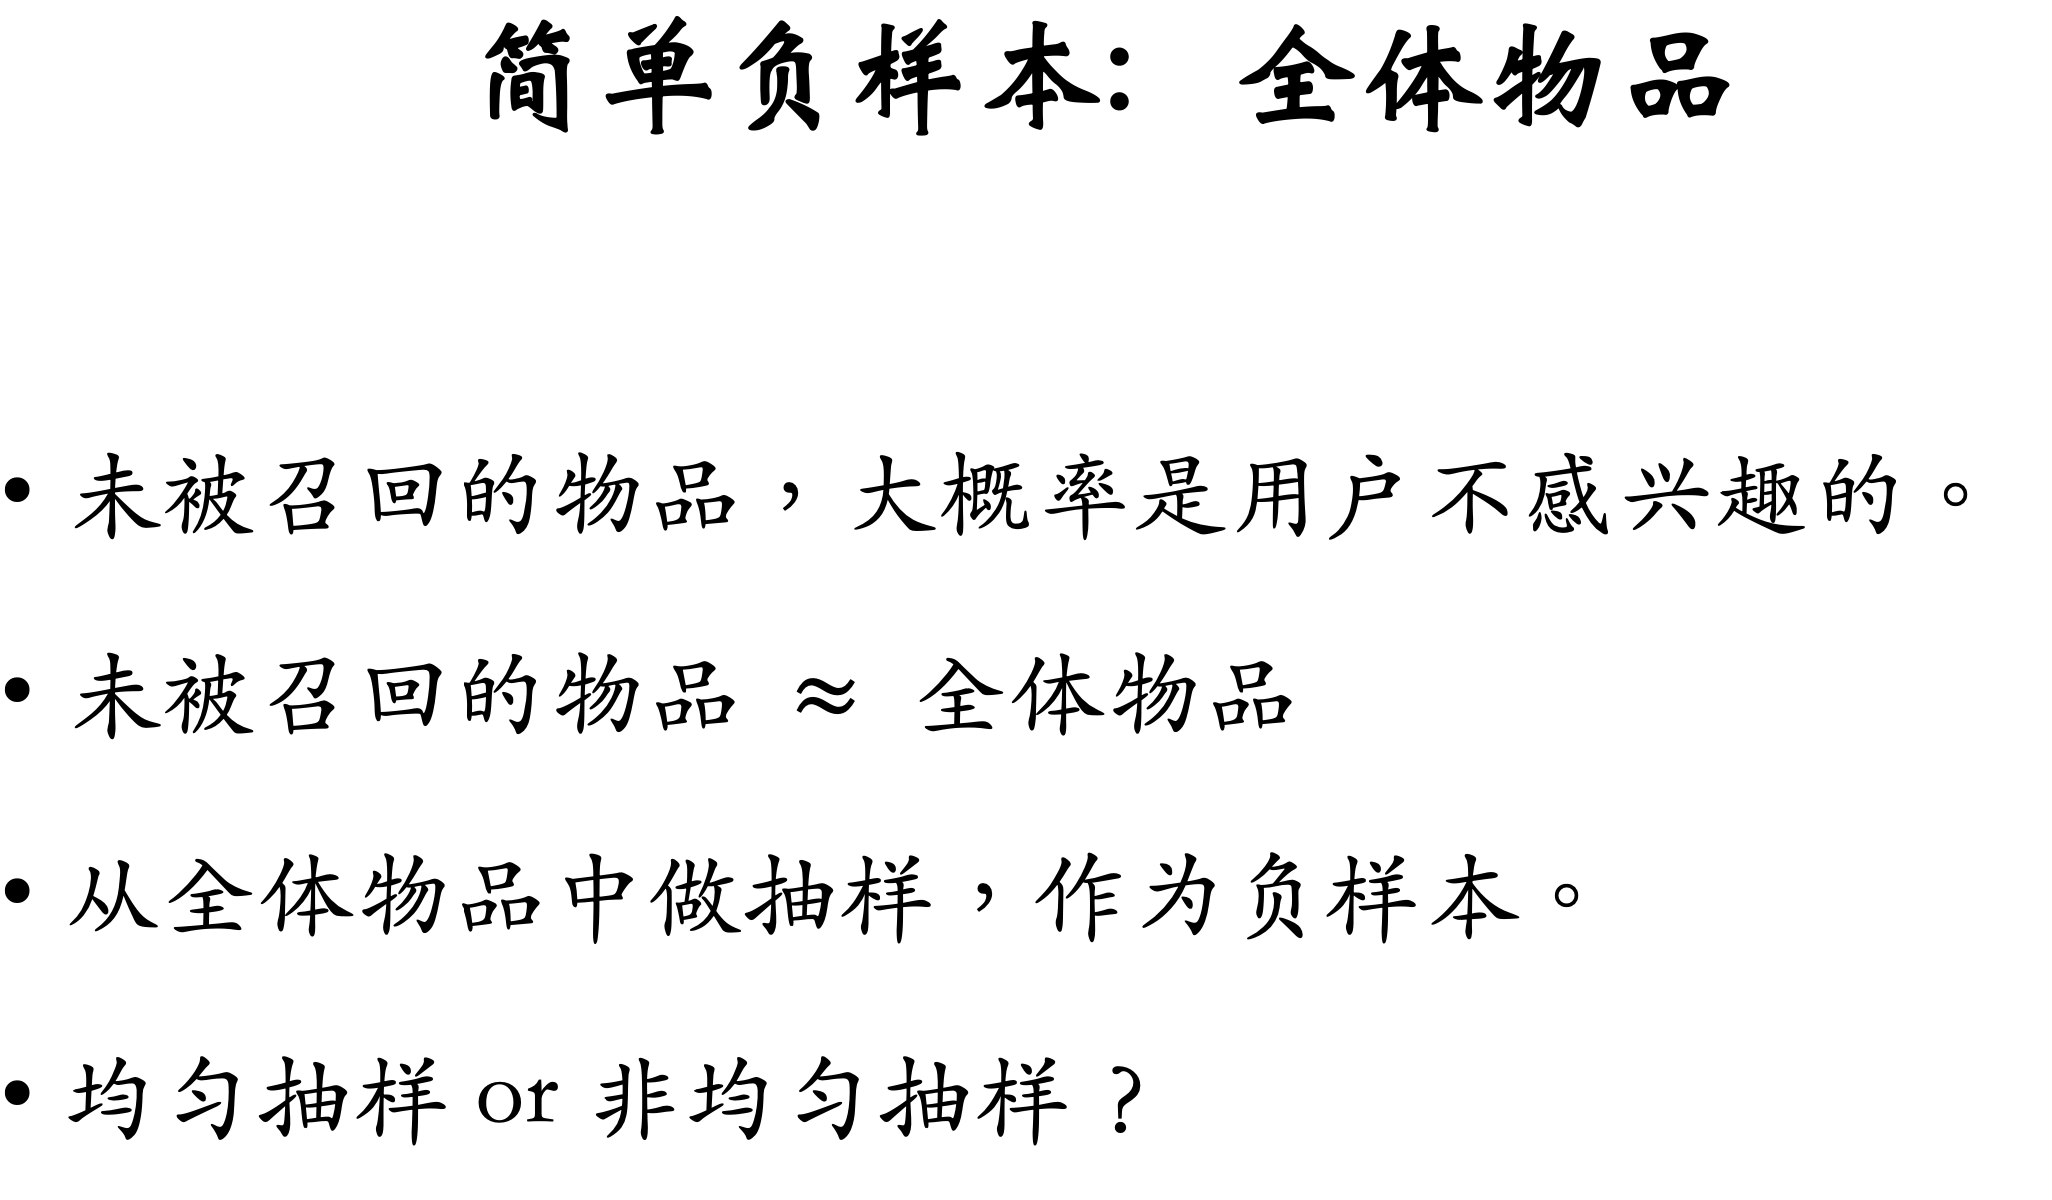 简单负样本：全体物品
• 未被召回的物品，大概率是用户不感兴趣的。
• 未被召回的物品 ≈ 全体物品
• 从全体物品中做抽样，作为负样本。
• 均匀抽样 or 非均匀抽样？